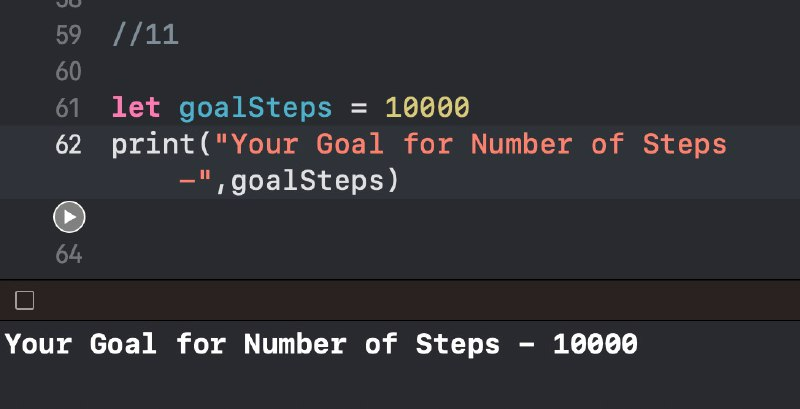 58
59 //11
60
61 let goalSteps = 10000
62 print("Your Goal for Number of Steps
-",goalSteps)
64
Your Goal for Number of Steps - 10000